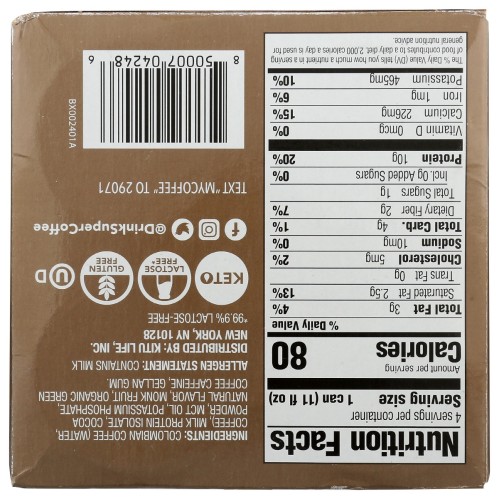 Nutrition Facts
4 servings per container
Serving size 1 can (11 fl oz)
Amount per serving
Calories 80
% Daily Value
Total Fat 3g 4%
Saturated Fat 2.5g 13%
Trans Fat 0g
Cholesterol 5mg 2%
Sodium 10mg 0%
Total Carb. 4g 1%
Dietary Fiber 2g 7%
Total Sugars 1g
Incl. 0g Added Sugars 0%
Protein 10g 20%
Vitamin D 0mcg 0%
Calcium 226mg 15%
Iron 1mg 6%
Potassium 465mg 10%
The % Daily Value (DV) tells you how much a nutrient in a serving
of food contributes to a daily diet. 2,000 calories a day is used for
general nutrition advice.
INGREDIENTS: COLOMBIAN COFFEE (WATER,
COFFEE), MILK PROTEIN ISOLATE, COCOA
POWDER, MCT OIL, POTASSIUM PHOSPHATE,
NATURAL FLAVOR, MONK FRUIT, ORGANIC GREEN
COFFEE CAFFEINE, GELLAN GUM.
ALLERGEN STATEMENT: CONTAINS MILK
DISTRIBUTED BY: KITU LIFE, INC.
NEW YORK, NY 10128
*99.9% LACTOSE-FREE
KETO
LACTOSE FREE*
GLUTEN FREE
U D
@DrinkSuperCoffee
TEXT "MYCOFFEE" TO 29071
BX002401A
8 50007 04248 6